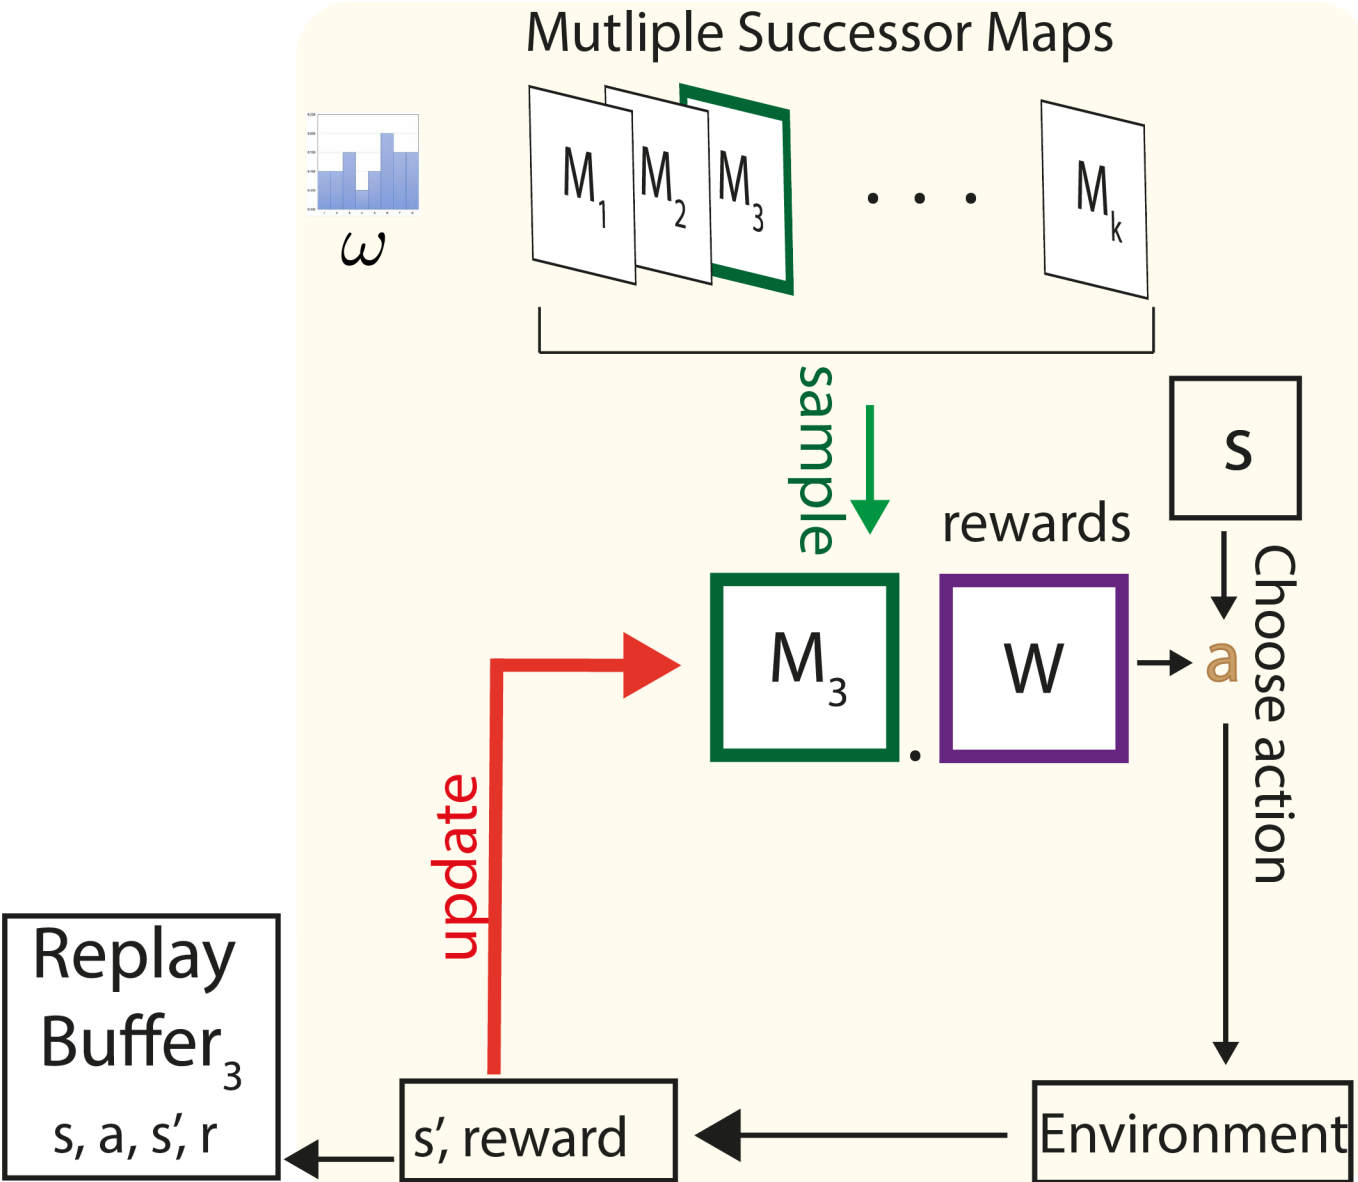 Mutliple Successor Maps
M1
M2
M3
. . .
Mk
ω
sample
s
rewards
M3
.
W
a
Choose action
update
Replay
Buffer3
s, a, s’, r
s’, reward
Environment